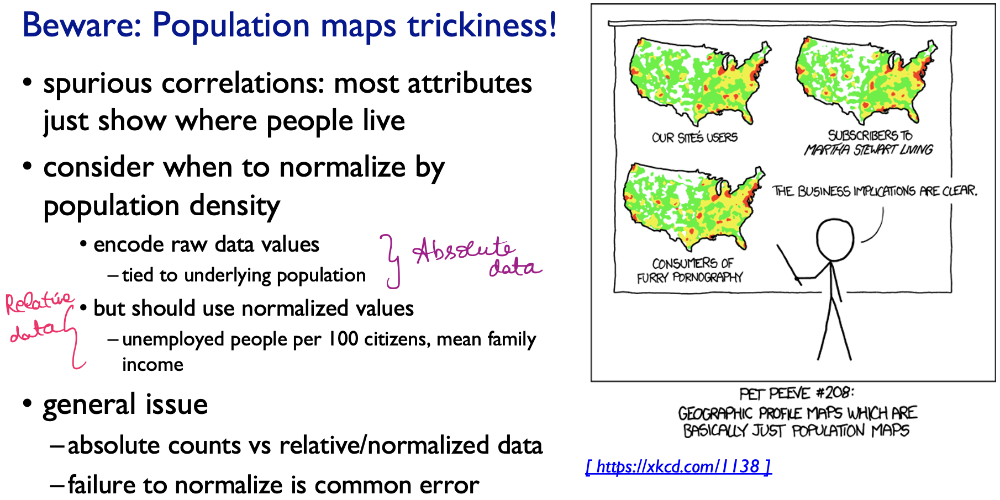 Beware: Population maps trickiness!
• spurious correlations: most attributes
just show where people live
• consider when to normalize by
population density
• encode raw data values
– tied to underlying population
Absolute
data
Relative
data
• but should use normalized values
– unemployed people per 100 citizens, mean family
income
• general issue
– absolute counts vs relative/normalized data
– failure to normalize is common error
OUR SITE'S USERS
SUBSCRIBERS TO
MARTHA STEWART LIVING
THE BUSINESS IMPLICATIONS ARE CLEAR.
CONSUMERS OF
FURRY PORNOGRAPHY
PET PEEVE #208:
GEOGRAPHIC PROFILE MAPS WHICH ARE
BASICALLY JUST POPULATION MAPS
[ https://xkcd.com/1138 ]